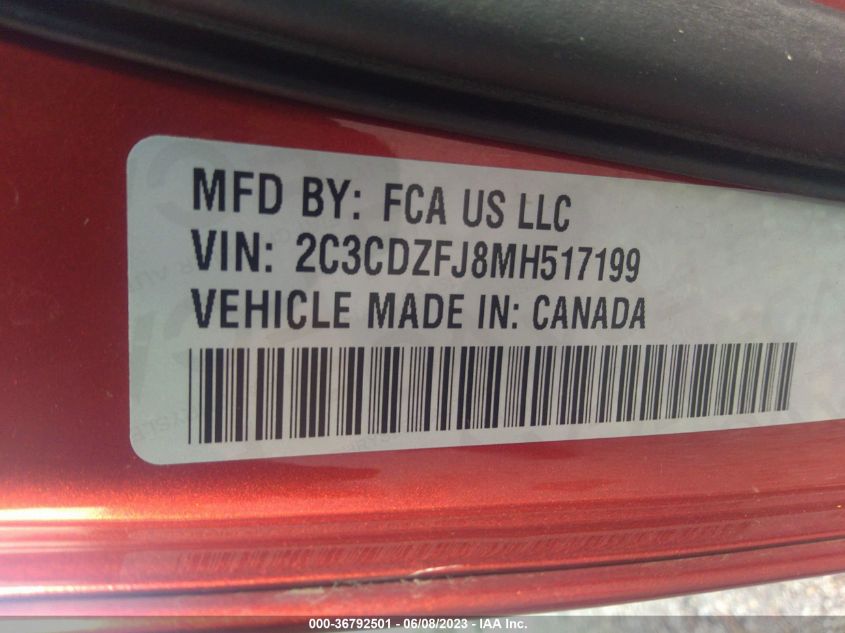 MFD BY: FCA US LLC
VIN: 2C3CDZFJ8MH517199
VEHICLE MADE IN: CANADA
000-36792501 - 06/08/2023 - © IAA, Inc.